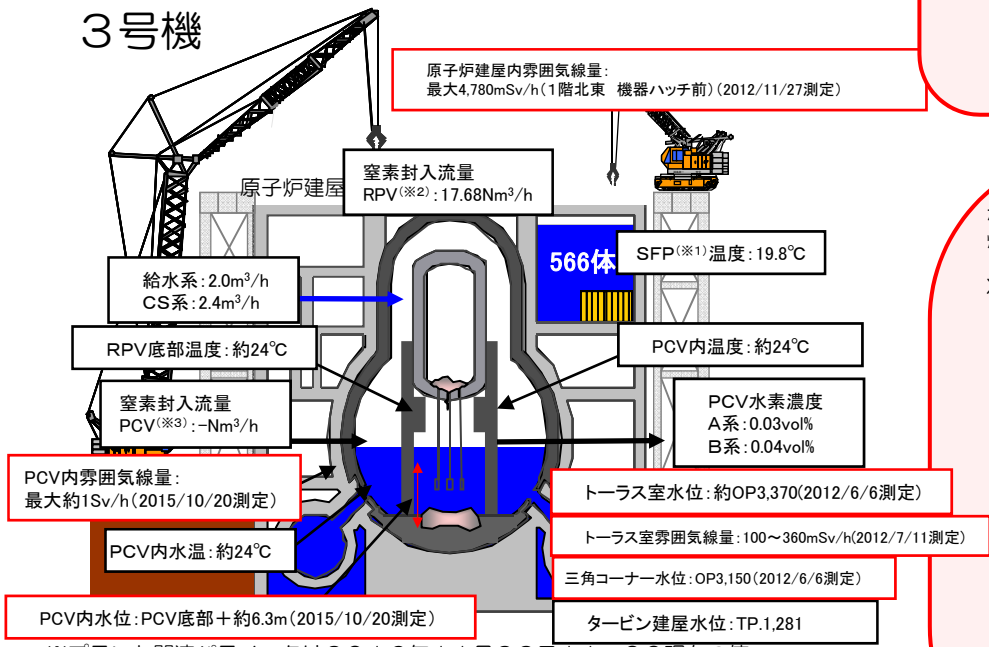 3号機
原子炉建屋内雰囲気線量:
最大4,780mSv/h(1階北東 機器ハッチ前)(2012/11/27測定)
原子炉建屋
窒素封入流量
RPV(※2):17.68Nm³/h
566体
SFP(※1)温度:19.8℃
給水系:2.0m³/h
CS系:2.4m³/h
RPV底部温度:約24℃
PCV内温度:約24℃
窒素封入流量
PCV(※3):-Nm³/h
PCV水素濃度
A系:0.03vol%
B系:0.04vol%
PCV内雰囲気線量:
最大約1Sv/h(2015/10/20測定)
トーラス室水位:約OP3,370(2012/6/6測定)
トーラス室雰囲気線量:100～360mSv/h(2012/7/11測定)
PCV内水温:約24℃
三角コーナー水位:OP3,150(2012/6/6測定)
PCV内水位:PCV底部+約6.3m(2015/10/20測定)
タービン建屋水位:TP.1,281